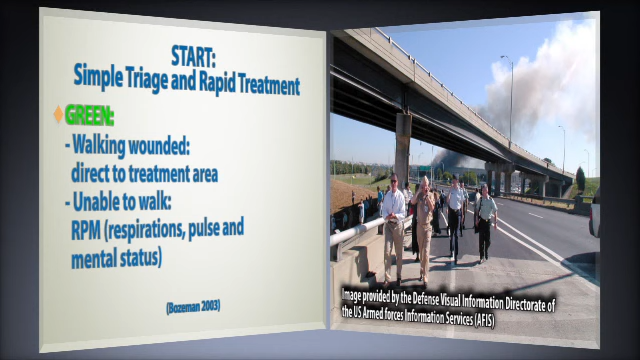 START:
Simple Triage and Rapid Treatment
GREEN:
- Walking wounded:
direct to treatment area
- Unable to walk:
RPM (respirations, pulse and
mental status)
(Bozeman 2003)
Image provided by the Defense Visual Information Directorate of
the US Armed forces Information Services (AFIS)